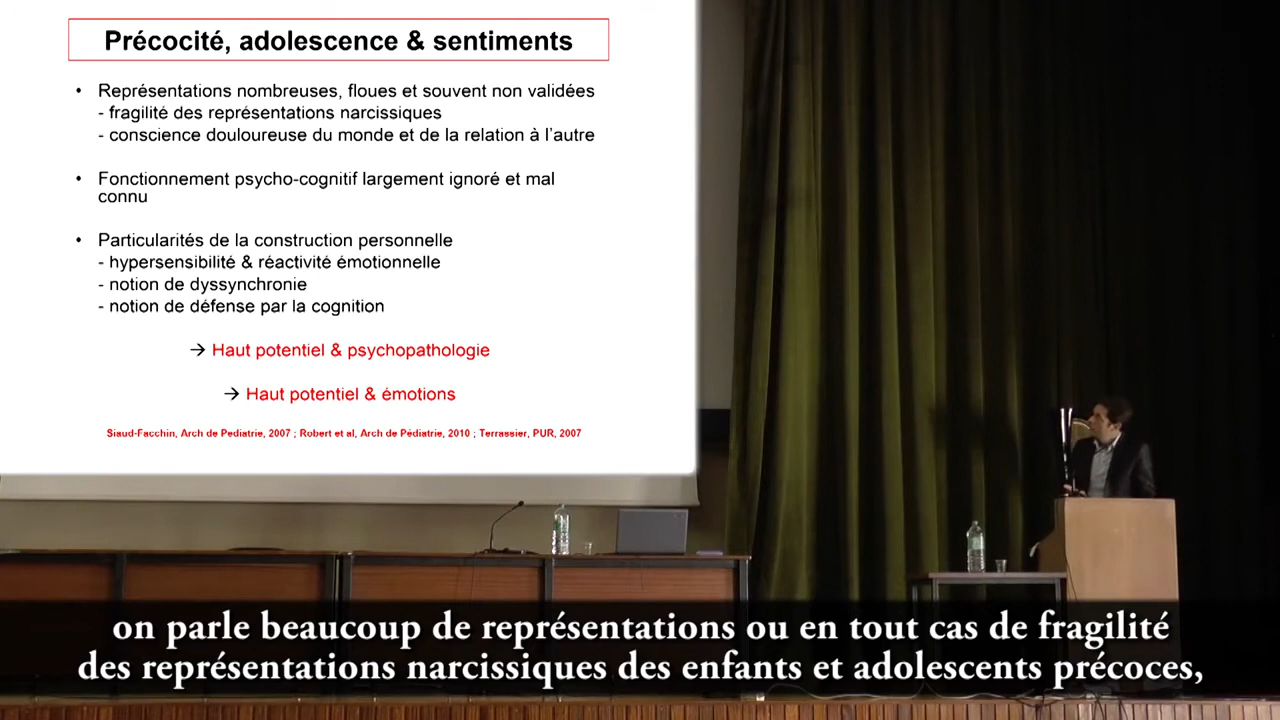 Précocité, adolescence & sentiments
• Représentations nombreuses, floues et souvent non validées
- fragilité des représentations narcissiques
- conscience douloureuse du monde et de la relation à l'autre
• Fonctionnement psycho-cognitif largement ignoré et mal
connu
• Particularités de la construction personnelle
- hypersensibilité & réactivité émotionnelle
- notion de dyssynchronie
- notion de défense par la cognition
→ Haut potentiel & psychopathologie
→ Haut potentiel & émotions
Siaud-Facchin, Arch de Pediatrie, 2007 ; Robert et al, Arch de Pédiatrie, 2010 ; Terrassier, PUR, 2007
on parle beaucoup de représentations ou en tout cas de fragilité
des représentations narcissiques des enfants et adolescents précoces,